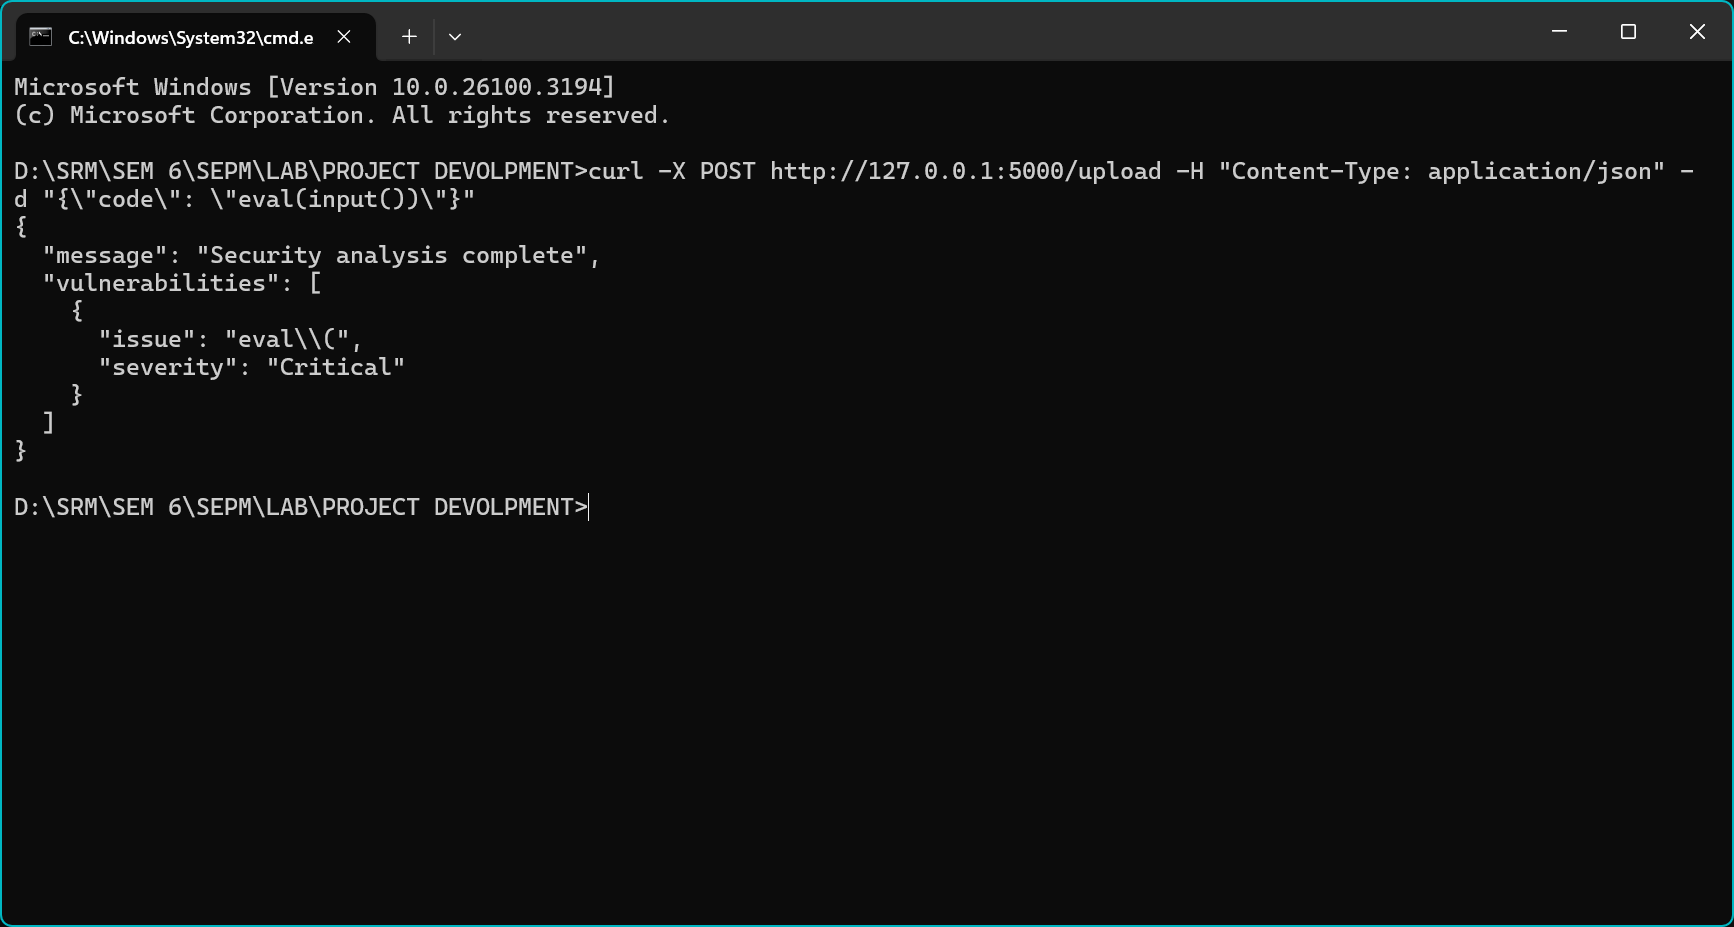 C:\Windows\System32\cmd.e
Microsoft Windows [Version 10.0.26100.3194]
(c) Microsoft Corporation. All rights reserved.
D:\SRM\SEM 6\SEPM\LAB\PROJECT DEVOLPMENT>curl -X POST http://127.0.0.1:5000/upload -H "Content-Type: application/json" -
d "{\"code\": \"eval(input())\"}"
{
  "message": "Security analysis complete",
  "vulnerabilities": [
    {
      "issue": "eval\\(",
      "severity": "Critical"
    }
  ]
}
D:\SRM\SEM 6\SEPM\LAB\PROJECT DEVOLPMENT>